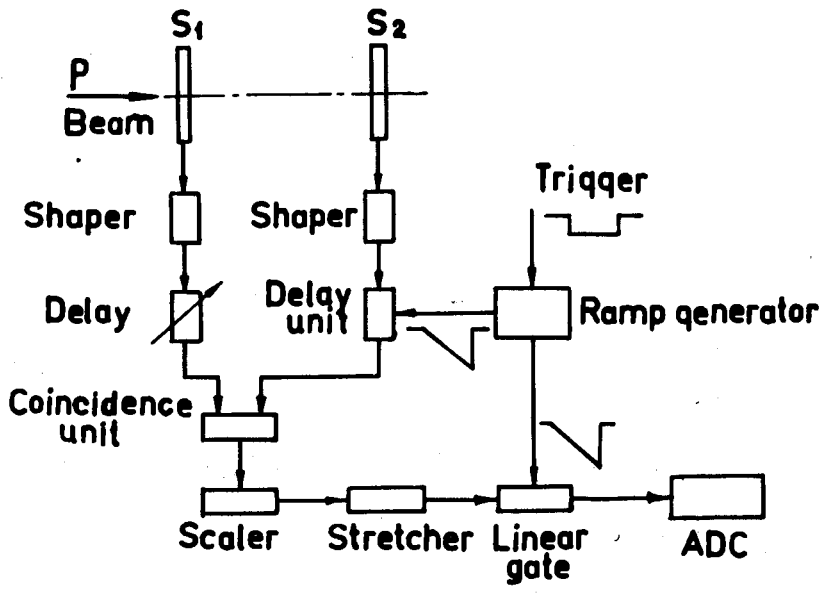 S1
S2
P
Beam
Shaper
Shaper
Trigger
Delay
Delay
unit
Ramp generator
Coincidence
unit
Scaler
Stretcher
Linear
gate
ADC